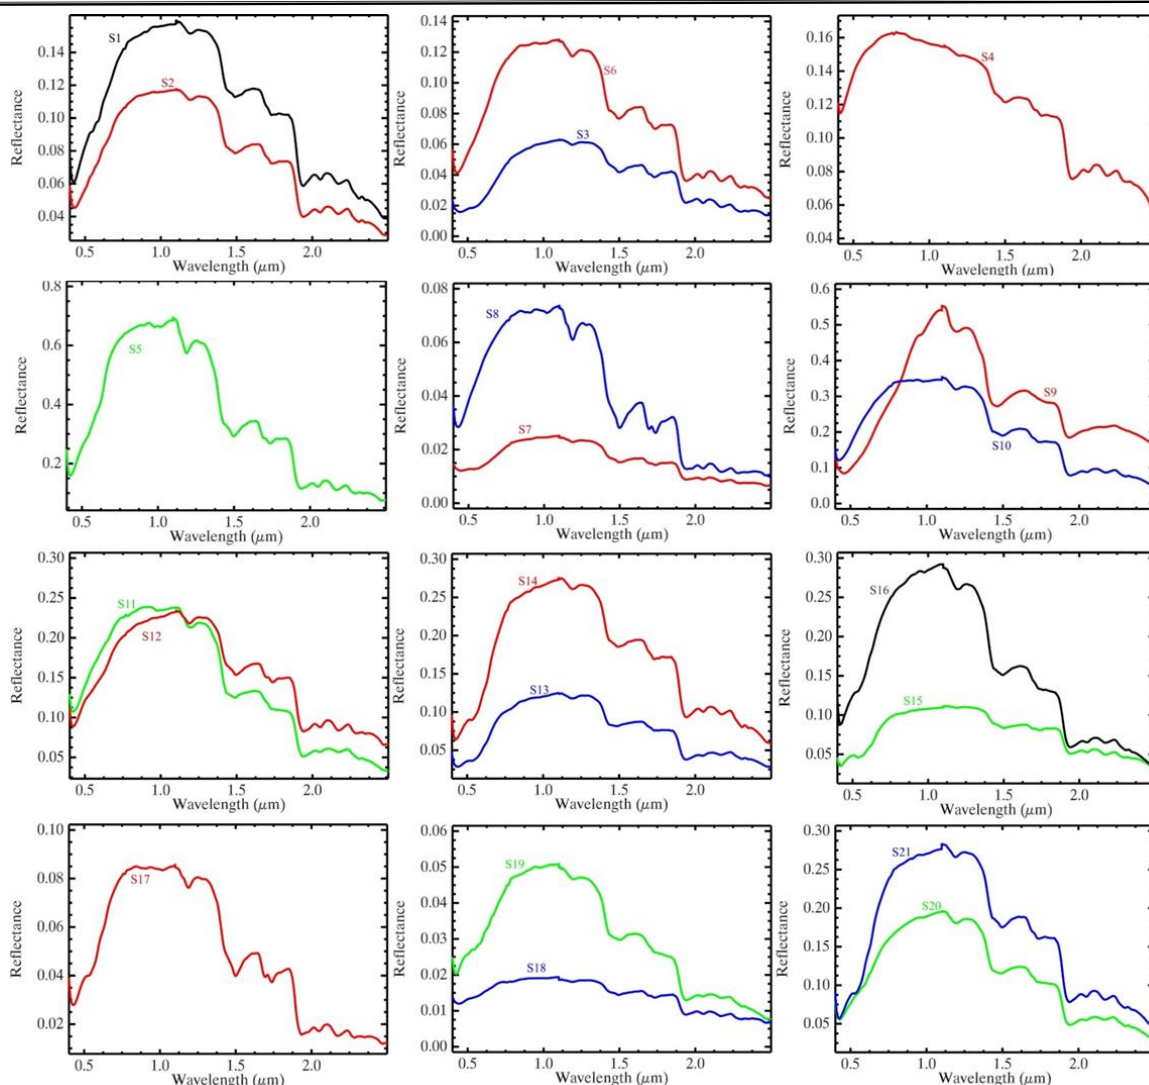 0.14
0.12
0.10
0.08
0.06
0.04
Reflectance
S1
S2
0.5
1.0
1.5
2.0
Wavelength (μm)
0.14
0.12
0.10
0.08
0.06
0.04
0.02
0.00
Reflectance
S6
S3
0.5
1.0
1.5
2.0
Wavelength (μm)
0.16
0.14
0.12
0.10
0.08
0.06
0.04
Reflectance
S4
0.5
1.0
1.5
2.0
Wavelength (μm)
0.8
0.6
0.4
0.2
Reflectance
S5
0.5
1.0
1.5
2.0
Wavelength (μm)
0.08
0.06
0.04
0.02
0.00
Reflectance
S8
S7
0.5
1.0
1.5
2.0
Wavelength (μm)
0.6
0.5
0.4
0.3
0.2
0.1
0.0
Reflectance
S9
S10
0.5
1.0
1.5
2.0
Wavelength (μm)
0.30
0.25
0.20
0.15
0.10
0.05
Reflectance
S11
S12
0.5
1.0
1.5
2.0
Wavelength (μm)
0.30
0.25
0.20
0.15
0.10
0.05
Reflectance
S14
S13
0.5
1.0
1.5
2.0
Wavelength (μm)
0.30
0.25
0.20
0.15
0.10
0.05
Reflectance
S16
S15
0.5
1.0
1.5
2.0
Wavelength (μm)
0.10
0.08
0.06
0.04
0.02
Reflectance
S17
0.5
1.0
1.5
2.0
Wavelength (μm)
0.06
0.05
0.04
0.03
0.02
0.01
0.00
Reflectance
S19
S18
0.5
1.0
1.5
2.0
Wavelength (μm)
0.30
0.25
0.20
0.15
0.10
0.05
Reflectance
S21
S20
0.5
1.0
1.5
2.0
Wavelength (μm)